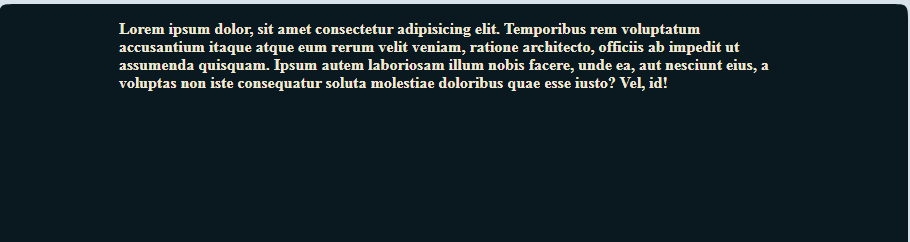 Lorem ipsum dolor, sit amet consectetur adipisicing elit. Temporibus rem voluptatum
accusantium itaque atque eum rerum velit veniam, ratione architecto, officiis ab impedit ut
assumenda quisquam. Ipsum autem laboriosam illum nobis facere, unde ea, aut nesciunt eius, a
voluptas non iste consequatur soluta molestiae doloribus quae esse iusto? Vel, id!